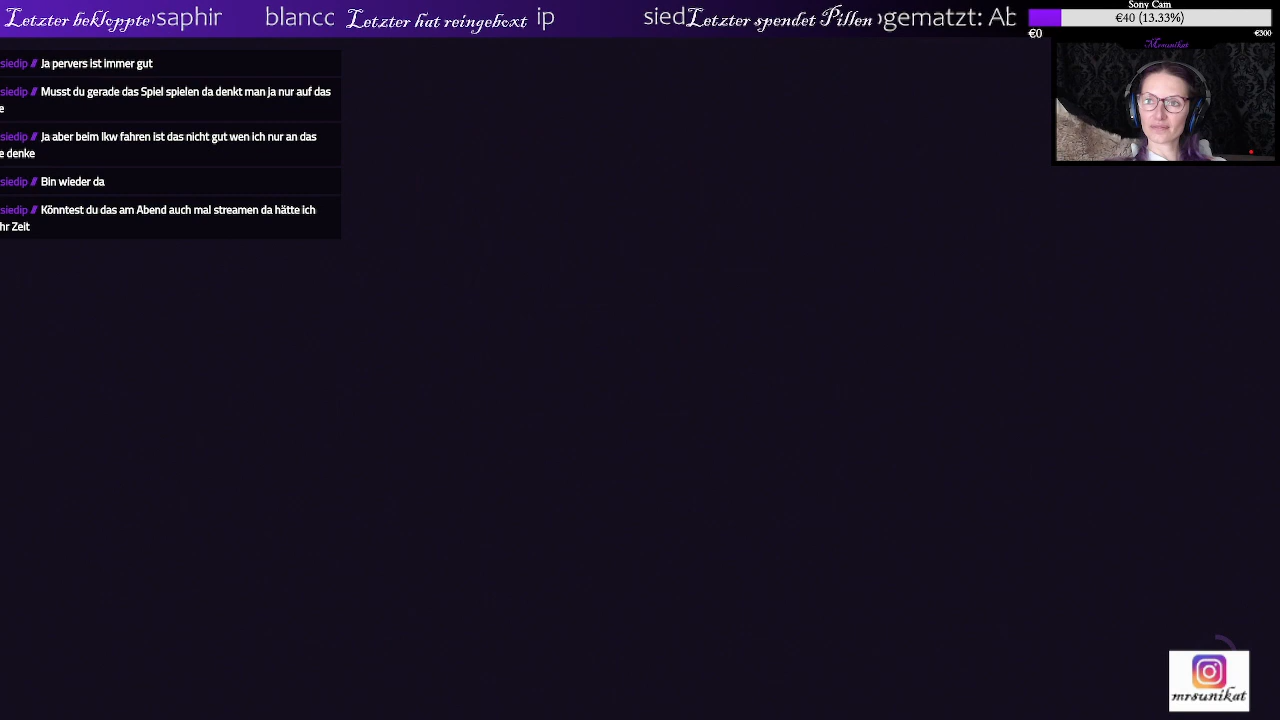 Letzter bekloppte saphir blancc Letzter hat reingeboxt ip sied Letzter spendet Pillen gematzt: Ab
Sony Cam
€40 (13.33%)
€0 €300
Mrsunikat
siedip // Ja pervers ist immer gut
siedip // Musst du gerade das Spiel spielen da denkt man ja nur auf das
e
siedip // Ja aber beim lkw fahren ist das nicht gut wen ich nur an das
e denke
siedip // Bin wieder da
siedip // Könntest du das am Abend auch mal streamen da hätte ich
hr Zeit
mrsunikat